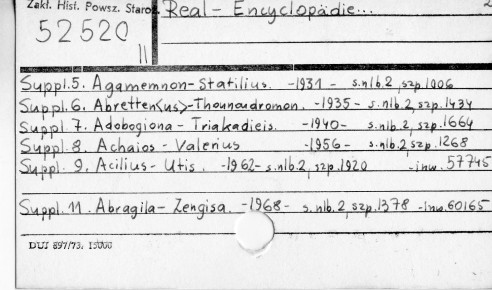 Zakł. Hist. Powsz. Staroż.
Real - Encyclopädie...
52520
II
Suppl. 5. Agamemnon - Statilius. -1931- s.nlb.2, szp.1006
Suppl. 6. Abretten<us> - Thounoudromon. -1935- s.nlb.2, szp.1434
Suppl. 7. Adobogiona - Triakadieis. -1940- s.nlb.2, szp.1664
Suppl. 8. Achaios - Valerius -1956- s.nlb.2, szp.1268
Suppl. 9. Acilius - Utis. -1962- s.nlb.2, szp.1920 -inw. 57745
Suppl. 11. Abragila - Zengisa. -1968- s.nlb.2, szp.1378 -inw. 60165
DUJ 897/73. 15000